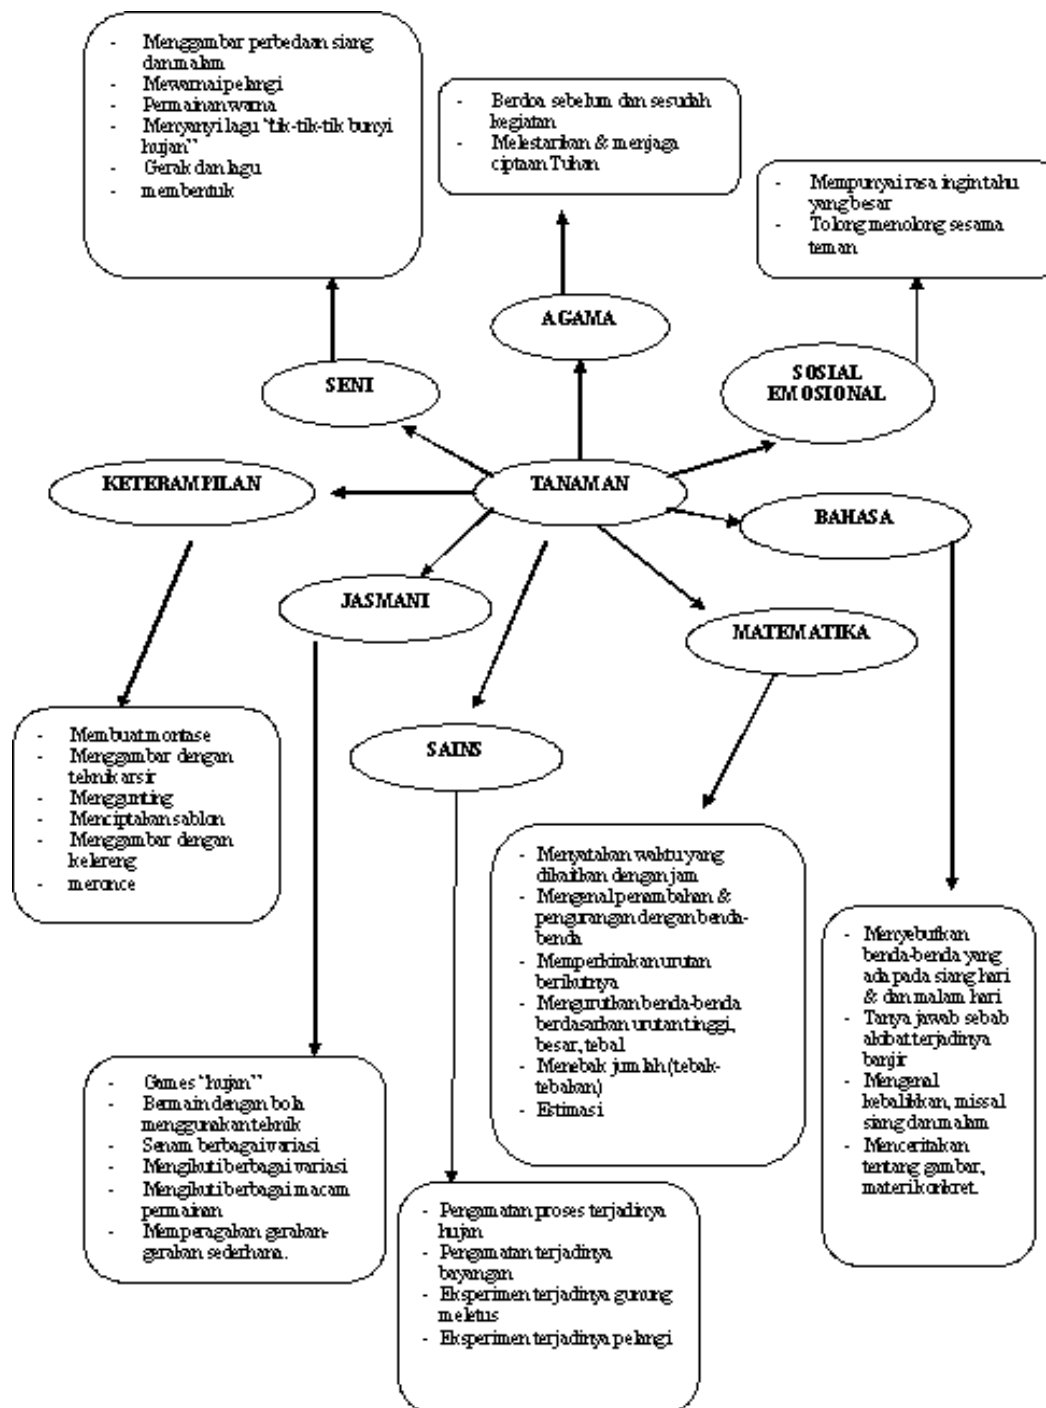 - Menggambar perbedaan siang
dan malam
- Mewarnai pelangi
- Permainan warna
- Menyanyi lagu "tik-tik-tik bunyi
hujan"
- Gerak dan lagu
- membentuk
- Berdoa sebelum dan sesudah
kegiatan
- Melestarikan & menjaga
ciptaan Tuhan
- Mempunyai rasa ingin tahu
yang besar
- Tolong menolong sesama
teman
AGAMA
SENI
SOSIAL
EMOSIONAL
KETERAMPILAN
TANAMAN
BAHASA
JASMANI
MATEMATIKA
SAINS
- Membuat montase
- Menggambar dengan
teknik arsir
- Menggunting
- Menciptakan sablon
- Menggambar dengan
kelereng
- meronce
- Menyatakan waktu yang
dikaitkan dengan jam
- Mengenal penambahan &
pengurangan dengan benda-
benda
- Memperkirakan urutan
berikutnya
- Mengurutkan benda-benda
berdasarkan urutan tinggi,
besar, tebal
- Menebak jumlah (tebak-
tebakan)
- Estimasi
- Menyebutkan
benda-benda yang
ada pada siang hari
& dan malam hari
- Tanya jawab sebab
akibat terjadinya
banjir
- Mengenal
kebalikkan, missal
siang dan malam
- Menceritakan
tentang gambar,
materi konkret.
- Games "hujan"
- Bermain dengan bola
menggunakan teknik
- Senam berbagai variasi
- Mengikuti berbagai variasi
- Mengikuti berbagai macam
permainan
- Memperagakan gerakan-
gerakan sederhana.
- Pengamatan proses terjadinya
hujan
- Pengamatan terjadinya
bayangan
- Eksperimen terjadinya gunung
meletus
- Eksperimen terjadinya pelangi